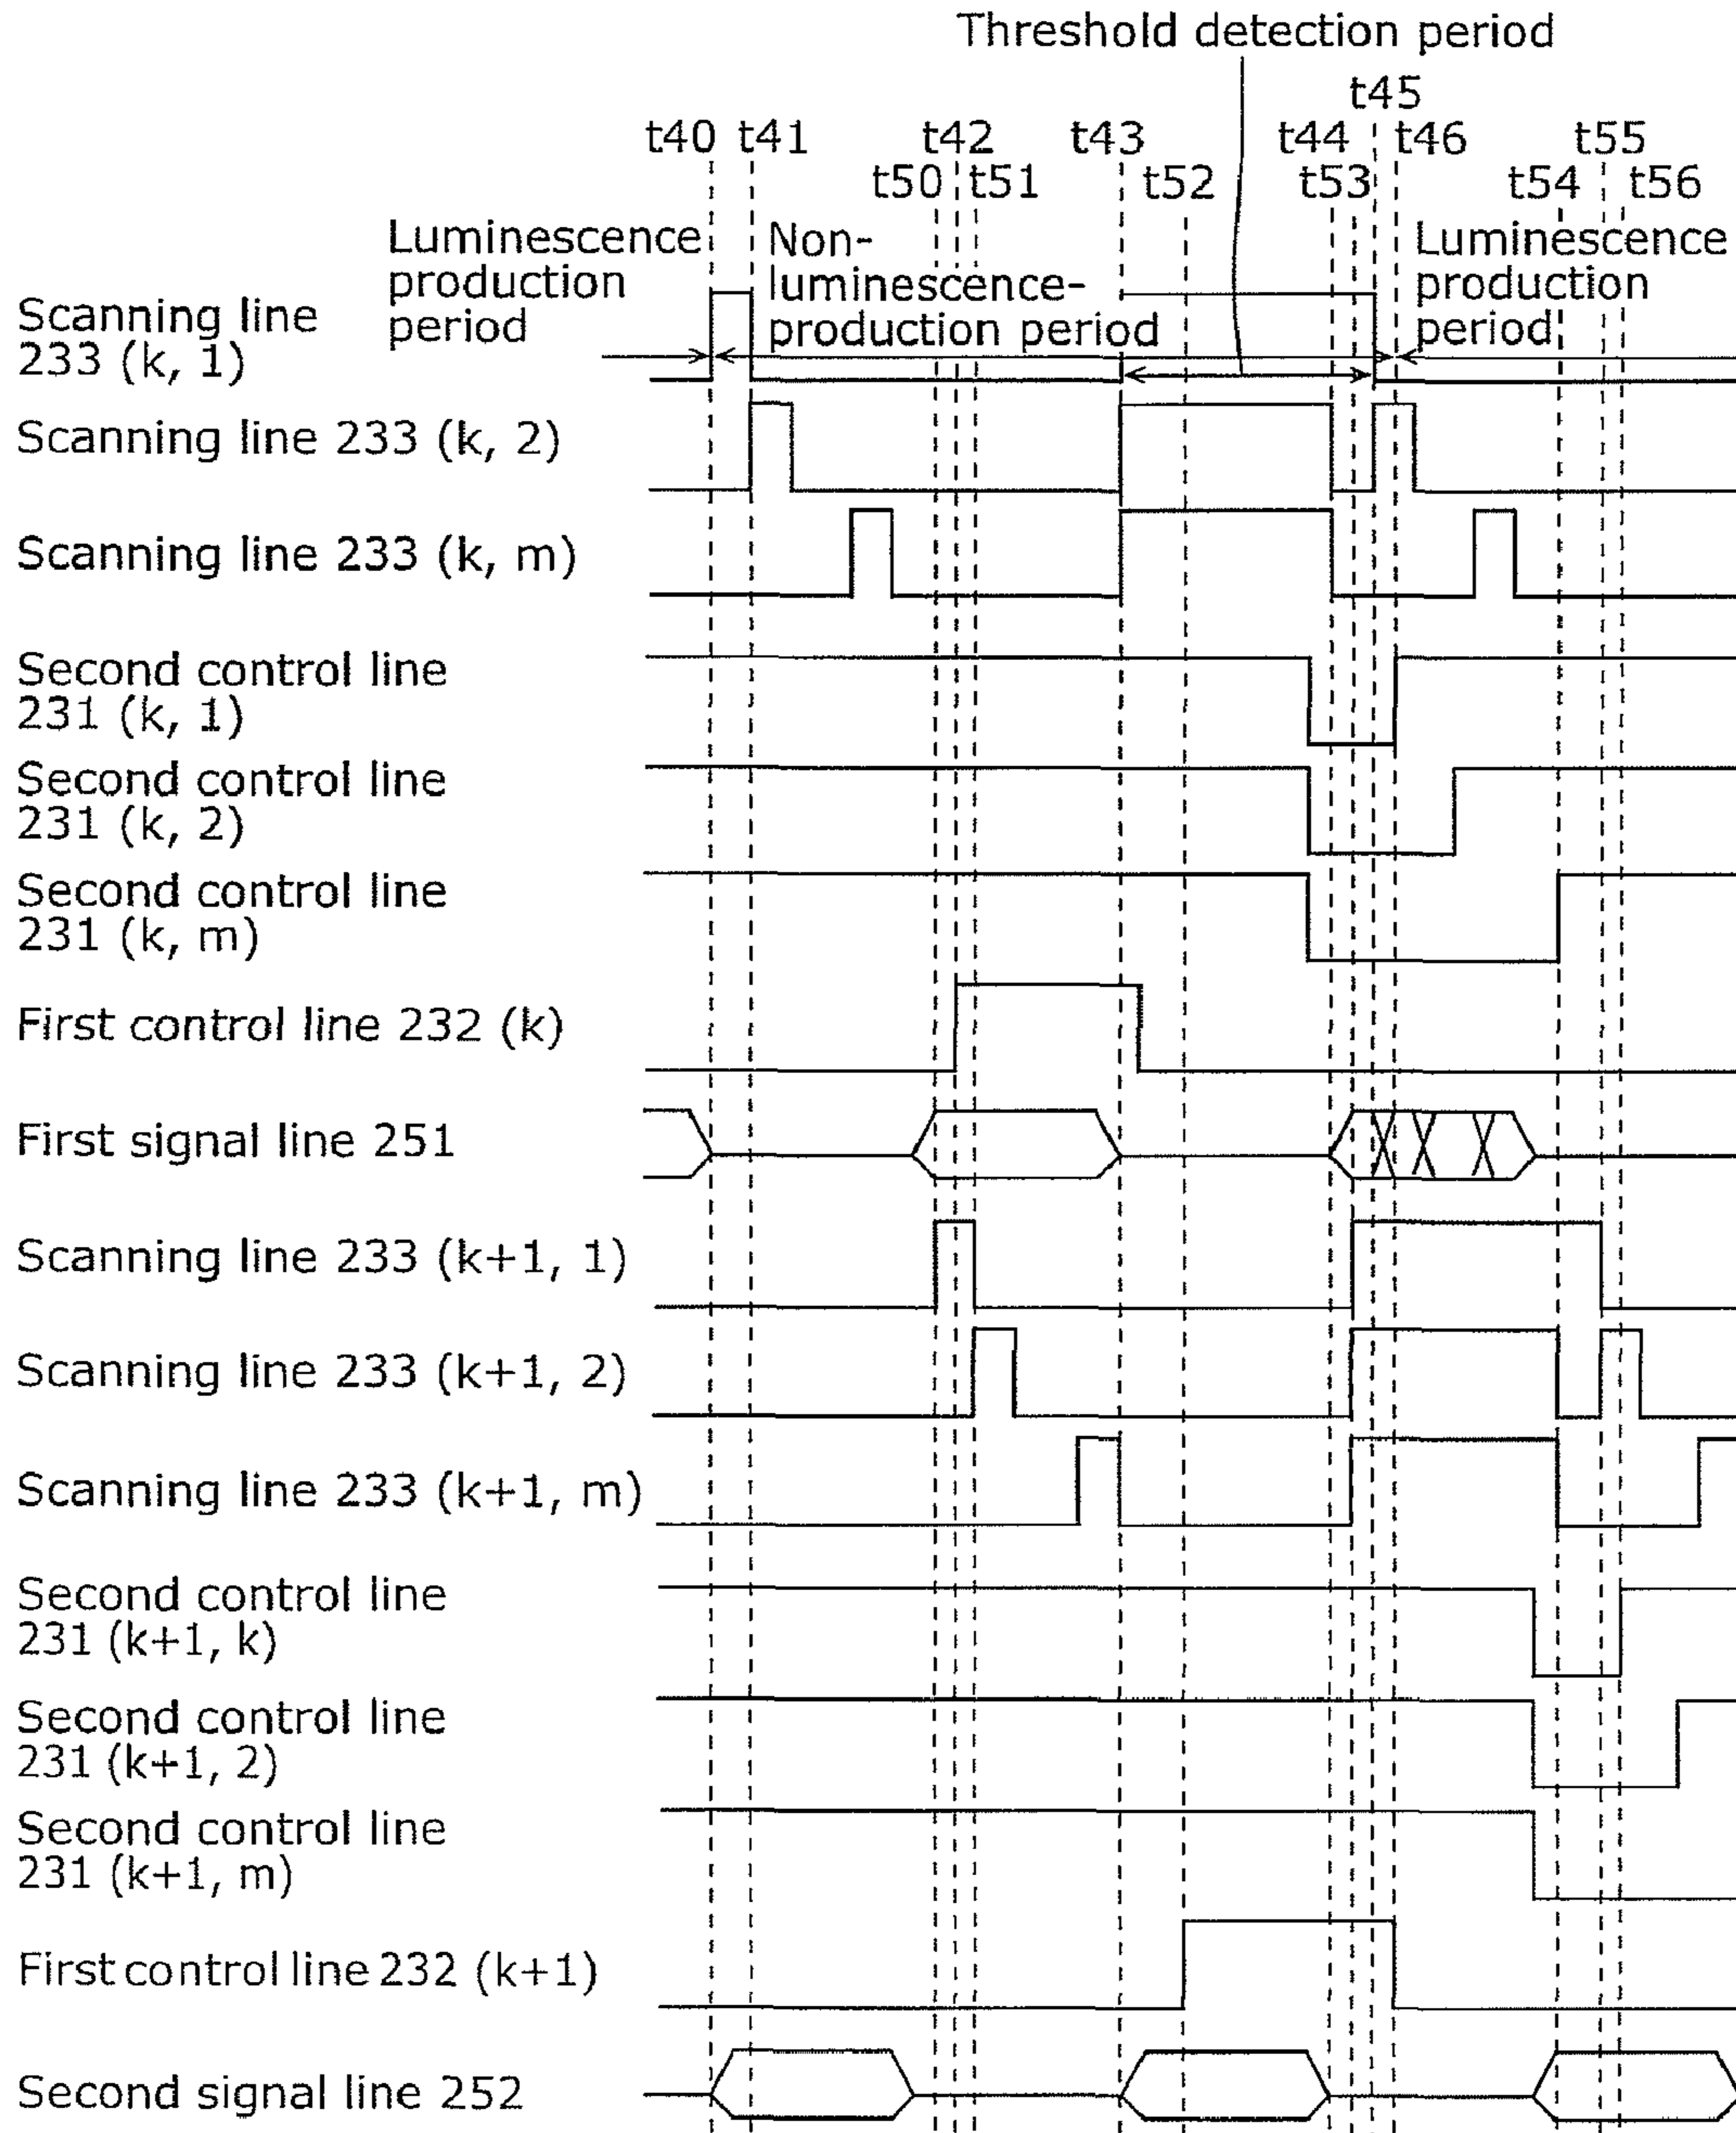 Threshold detection period
t45
t40 t41 t42 t43 t44 t46 t55
t50 t51 t52 t53 t54 t56
Luminescence
production
period
Non-
luminescence-
production period
Luminescence
production
period
Scanning line
233 (k, 1)
Scanning line 233 (k, 2)
Scanning line 233 (k, m)
Second control line
231 (k, 1)
Second control line
231 (k, 2)
Second control line
231 (k, m)
First control line 232 (k)
First signal line 251
Scanning line 233 (k+1, 1)
Scanning line 233 (k+1, 2)
Scanning line 233 (k+1, m)
Second control line
231 (k+1, k)
Second control line
231 (k+1, 2)
Second control line
231 (k+1, m)
First control line 232 (k+1)
Second signal line 252